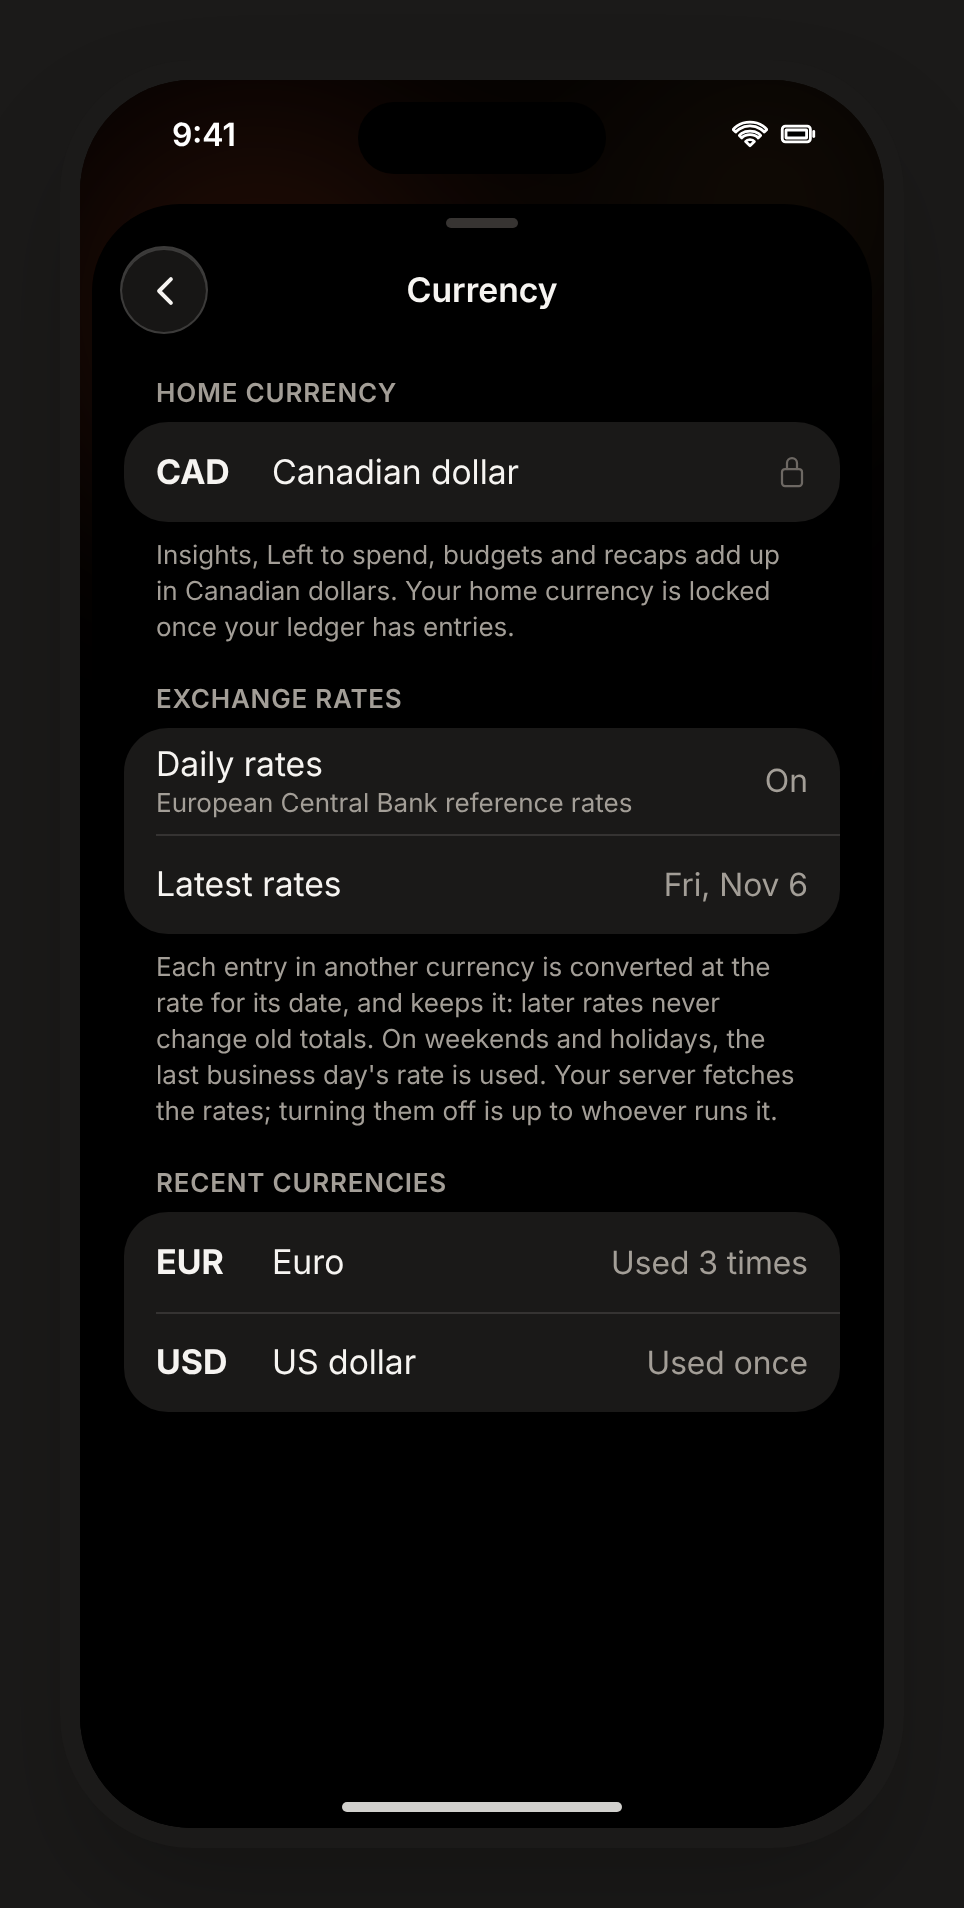 9:41
Currency
HOME CURRENCY
CAD Canadian dollar
Insights, Left to spend, budgets and recaps add up
in Canadian dollars. Your home currency is locked
once your ledger has entries.
EXCHANGE RATES
Daily rates
European Central Bank reference rates
On
Latest rates Fri, Nov 6
Each entry in another currency is converted at the
rate for its date, and keeps it: later rates never
change old totals. On weekends and holidays, the
last business day's rate is used. Your server fetches
the rates; turning them off is up to whoever runs it.
RECENT CURRENCIES
EUR Euro Used 3 times
USD US dollar Used once